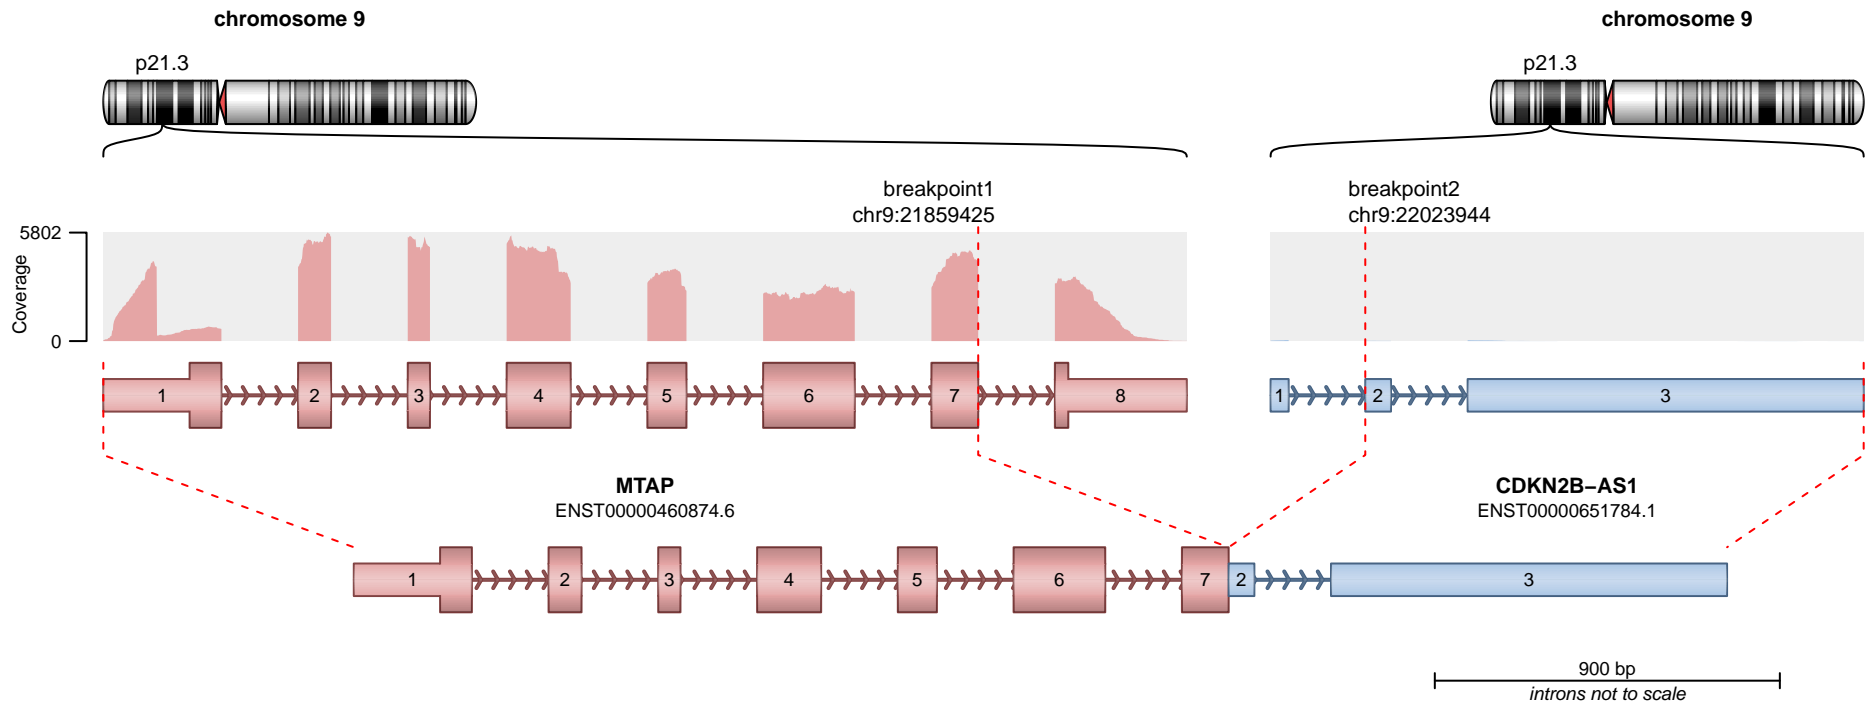 chromosome 9
chromosome 9
p21.3
p21.3
breakpoint1
chr9:21859425
breakpoint2
chr9:22023944
5802
Coverage
0
1 2 3 4 5 6 7 8
1 2 3
MTAP
ENST00000460874.6
CDKN2B−AS1
ENST00000651784.1
1 2 3 4 5 6 7 2 3
900 bp
introns not to scale